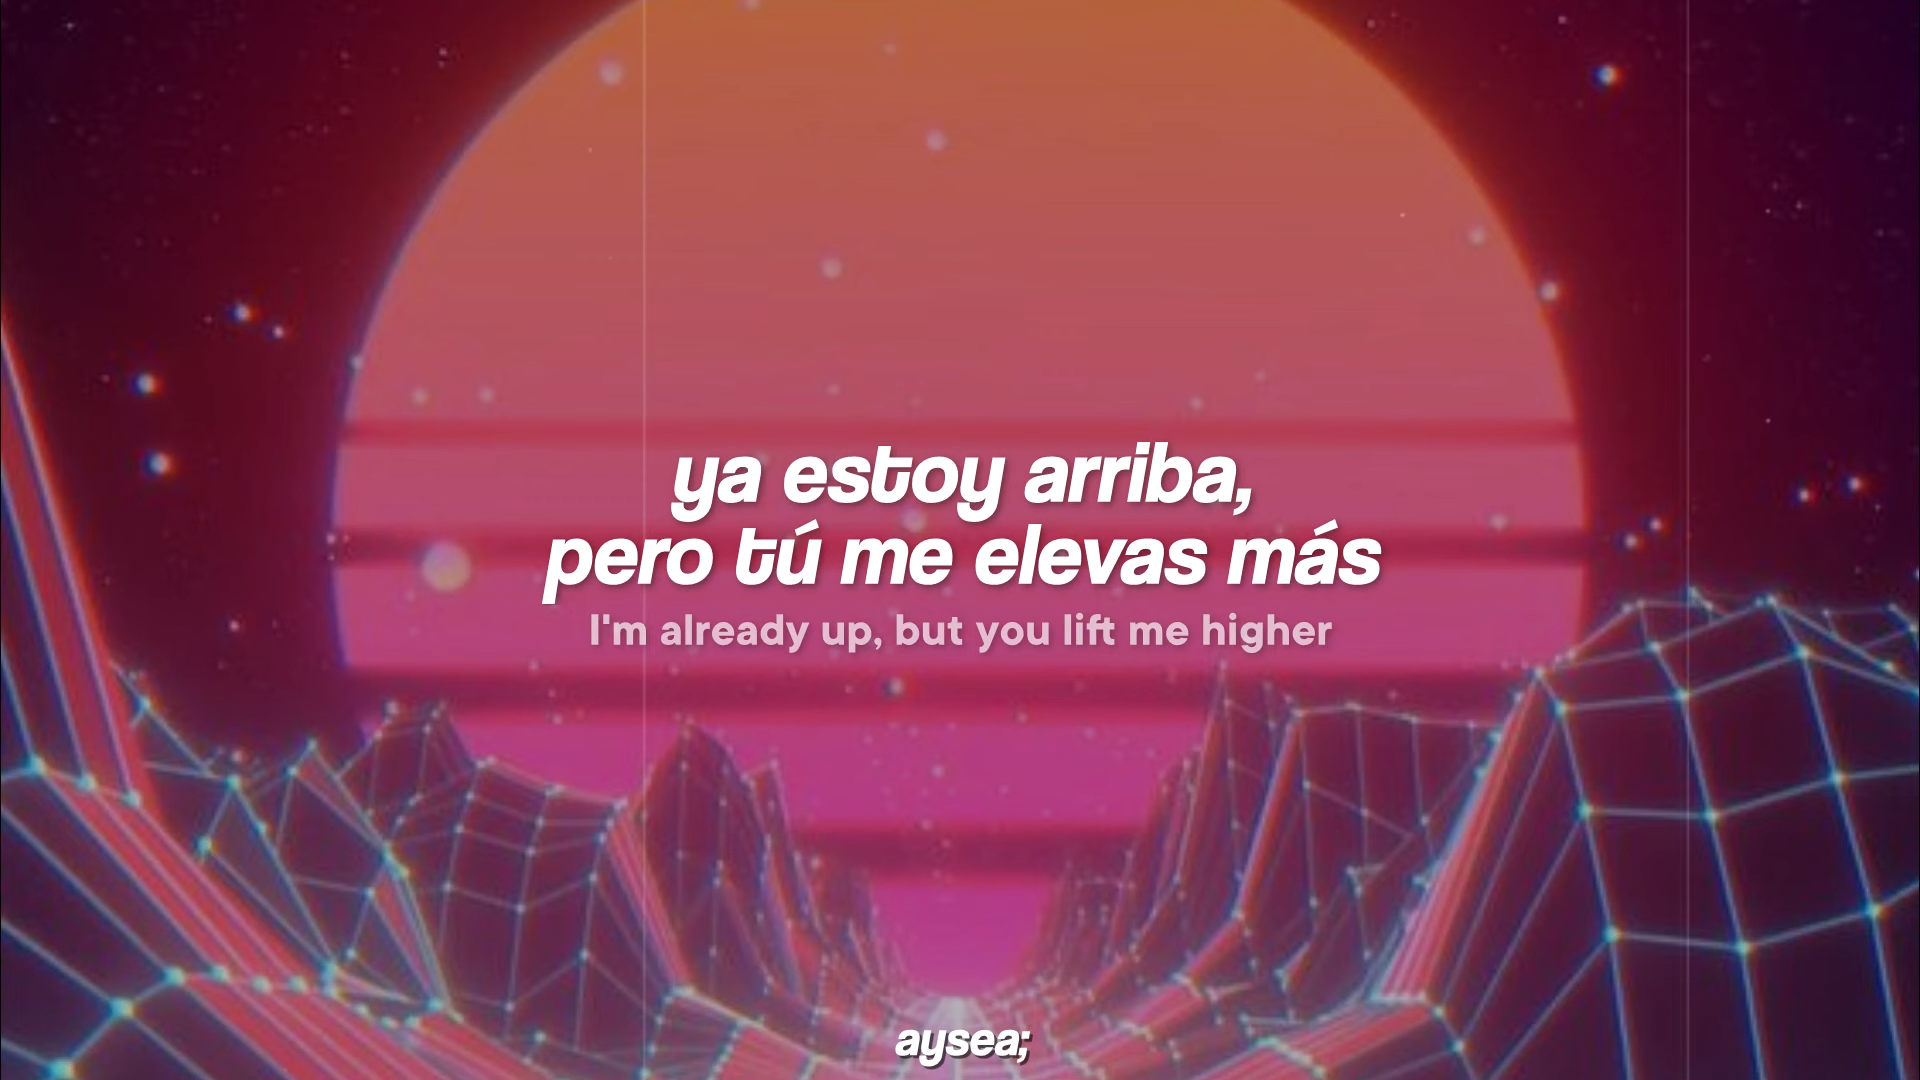 ya estoy arriba,
pero tú me elevas más
I'm already up, but you lift me higher
aysea;